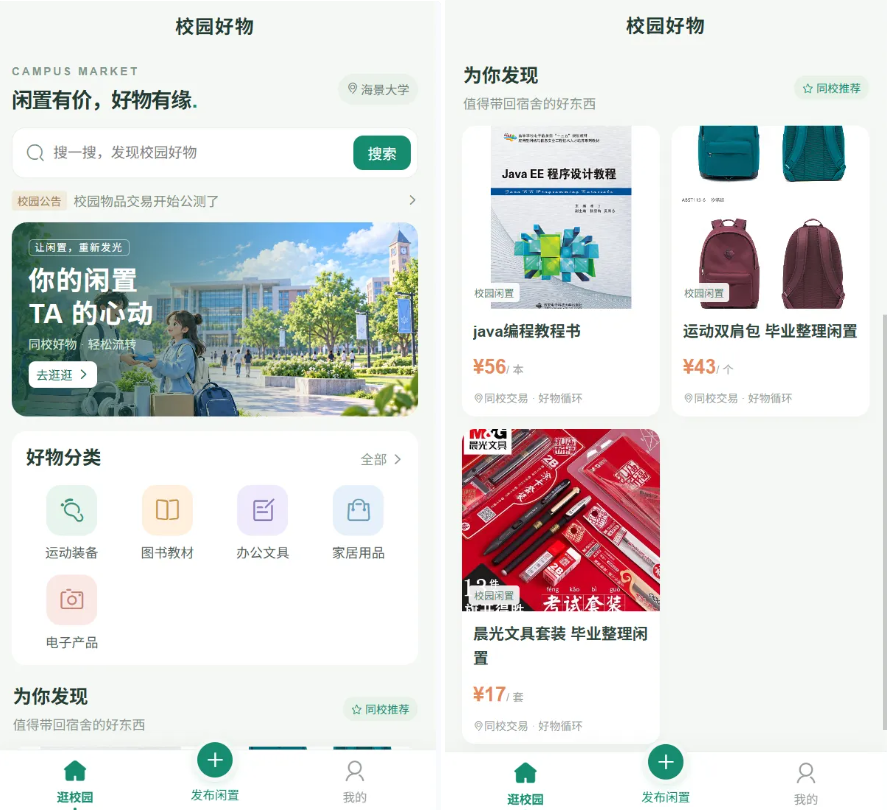 校园好物
CAMPUS MARKET
闲置有价，好物有缘.
海景大学
搜一搜，发现校园好物
搜索
校园公告
校园物品交易开始公测了
让闲置，重新发光
你的闲置
TA 的心动
同校好物 · 轻松流转
去逛逛
好物分类
全部
运动装备
图书教材
办公文具
家居用品
电子产品
为你发现
值得带回宿舍的好东西
同校推荐
逛校园
发布闲置
我的
校园好物
为你发现
值得带回宿舍的好东西
同校推荐
Java EE 程序设计教程
校园闲置
java编程教程书
¥56/ 本
同校交易 · 好物循环
校园闲置
运动双肩包 毕业整理闲置
¥43/ 个
同校交易 · 好物循环
M&G
晨光文具
2B
kǎo
考试套装
校园闲置
晨光文具套装 毕业整理闲
置
¥17/ 套
同校交易 · 好物循环
逛校园
发布闲置
我的